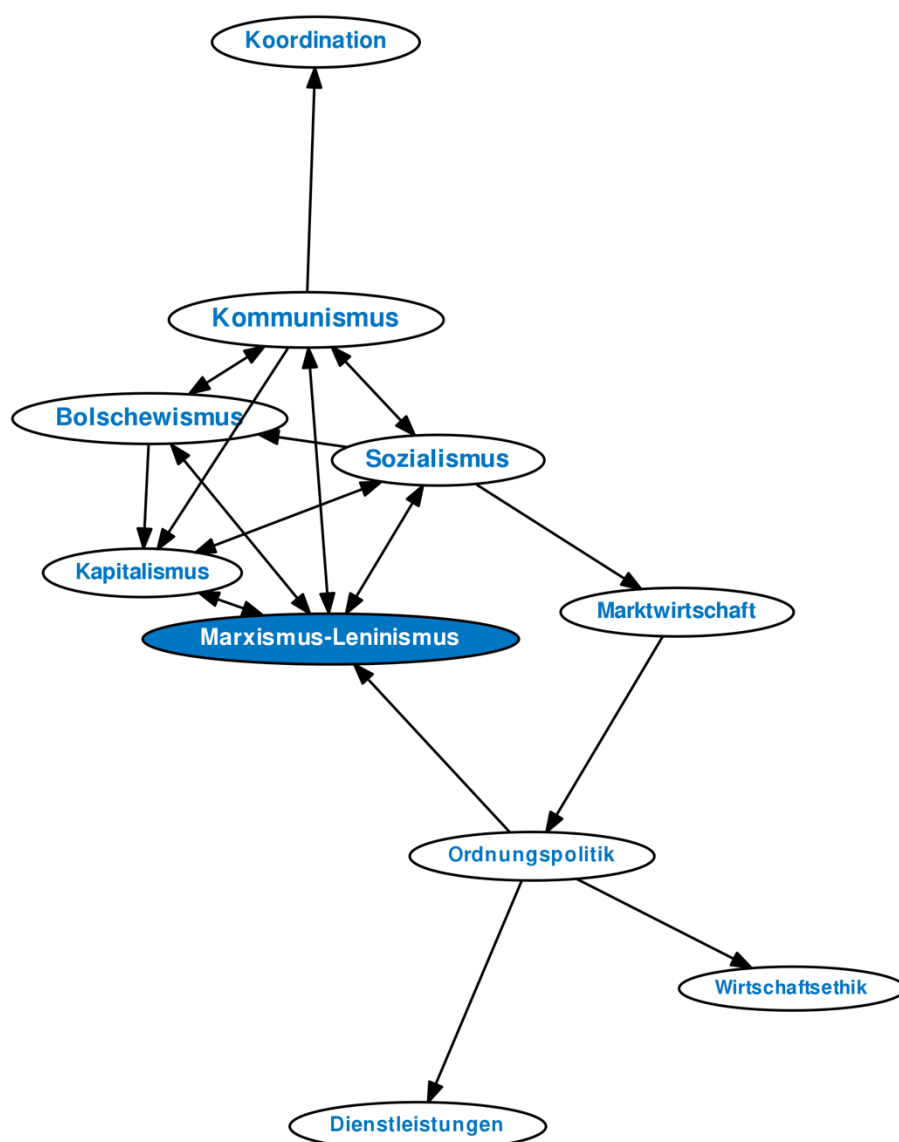 Koordination
Kommunismus
Bolschewismus
Sozialismus
Kapitalismus
Marktwirtschaft
Marxismus-Leninismus
Ordnungspolitik
Wirtschaftsethik
Dienstleistungen